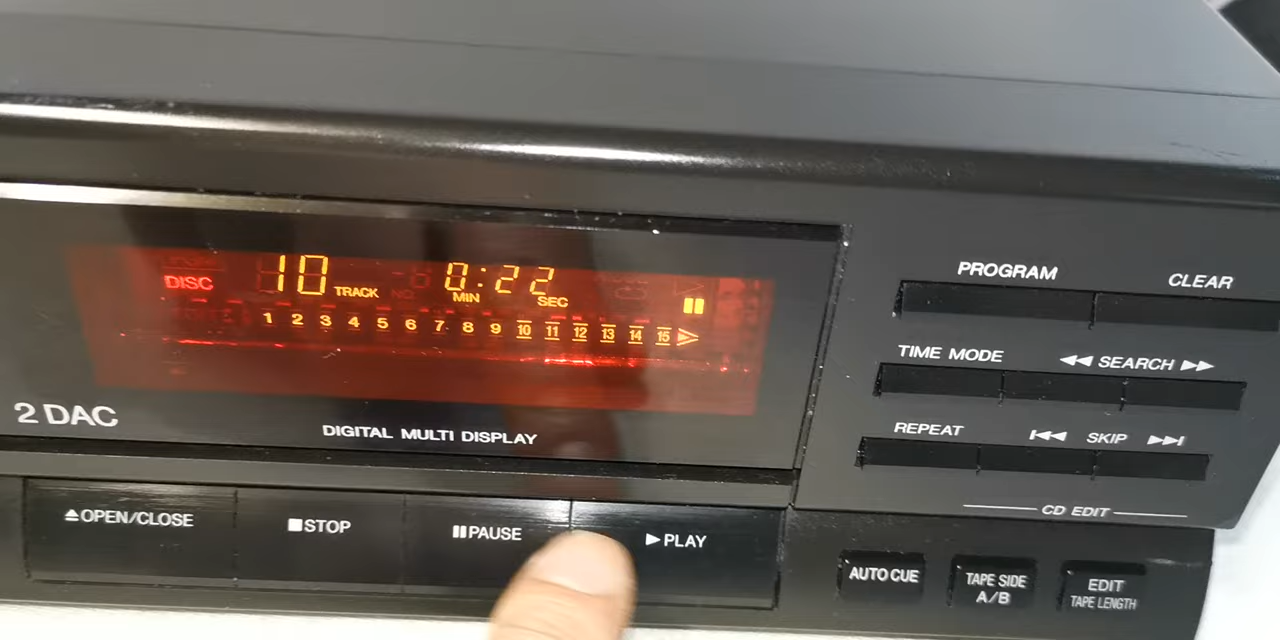 DISC
10 TRACK
0:22
MIN SEC
1 2 3 4 5 6 7 8 9 10 11 12 13 14 15
2 DAC
DIGITAL MULTI DISPLAY
OPEN/CLOSE
STOP
PAUSE
PLAY
PROGRAM
CLEAR
TIME MODE
SEARCH
REPEAT
SKIP
CD EDIT
AUTO CUE
TAPE SIDE
A/B
EDIT
TAPE LENGTH